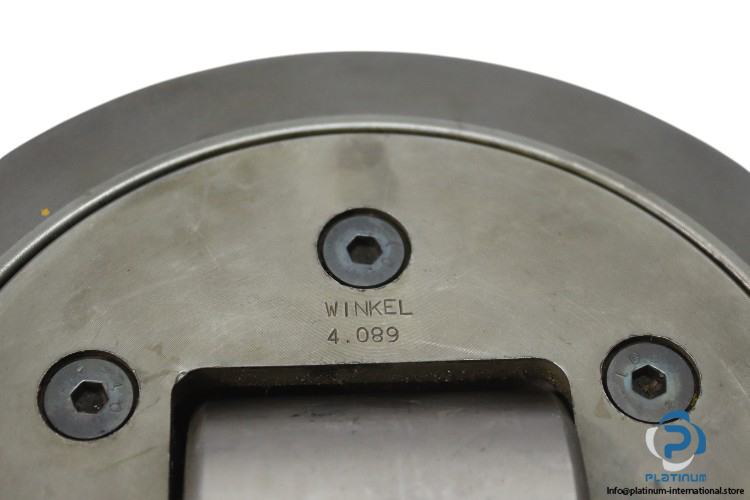 WINKEL
4.089
PLATINUM
Info@platinum-international.store